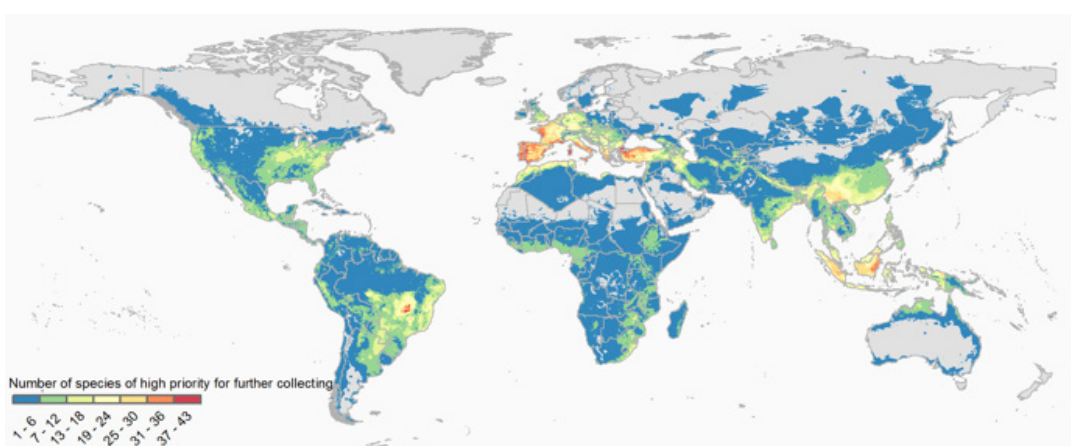 Number of species of high priority for further collecting
1 - 6
7 - 12
13 - 18
19 - 24
25 - 30
31 - 36
37 - 43